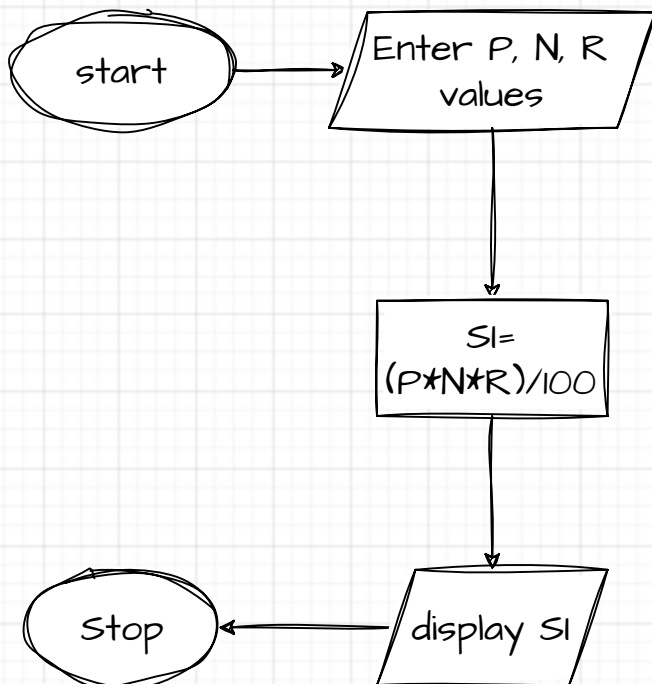 start
Enter P, N, R
values
SI=
(P*N*R)/100
display SI
Stop